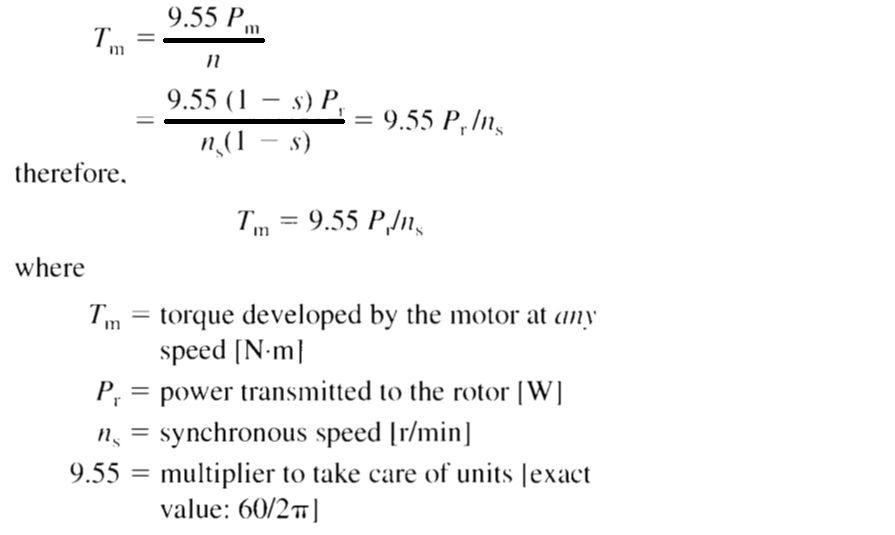 T_m = 9.55 P_m / n
= 9.55 (1 − s) P_r / n_s(1 − s) = 9.55 P_r/n_s
therefore,
T_m = 9.55 P_r/n_s
where
T_m = torque developed by the motor at any
speed [N·m]
P_r = power transmitted to the rotor [W]
n_s = synchronous speed [r/min]
9.55 = multiplier to take care of units [exact
value: 60/2π]